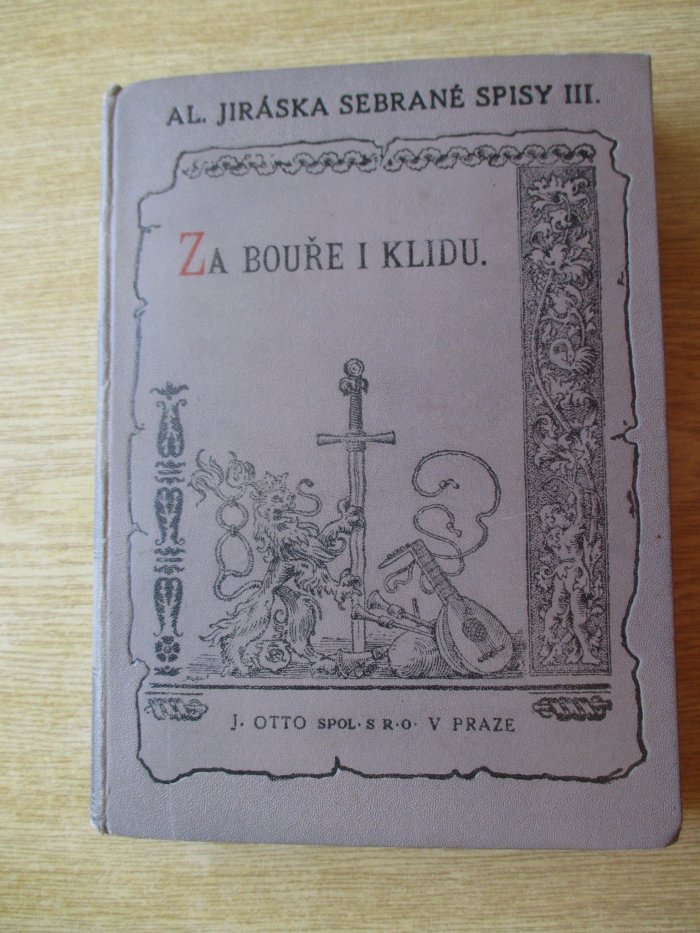 AL. JIRÁSKA SEBRANÉ SPISY III.
ZA BOUŘE I KLIDU.
J. OTTO SPOL. S R. O. V PRAZE